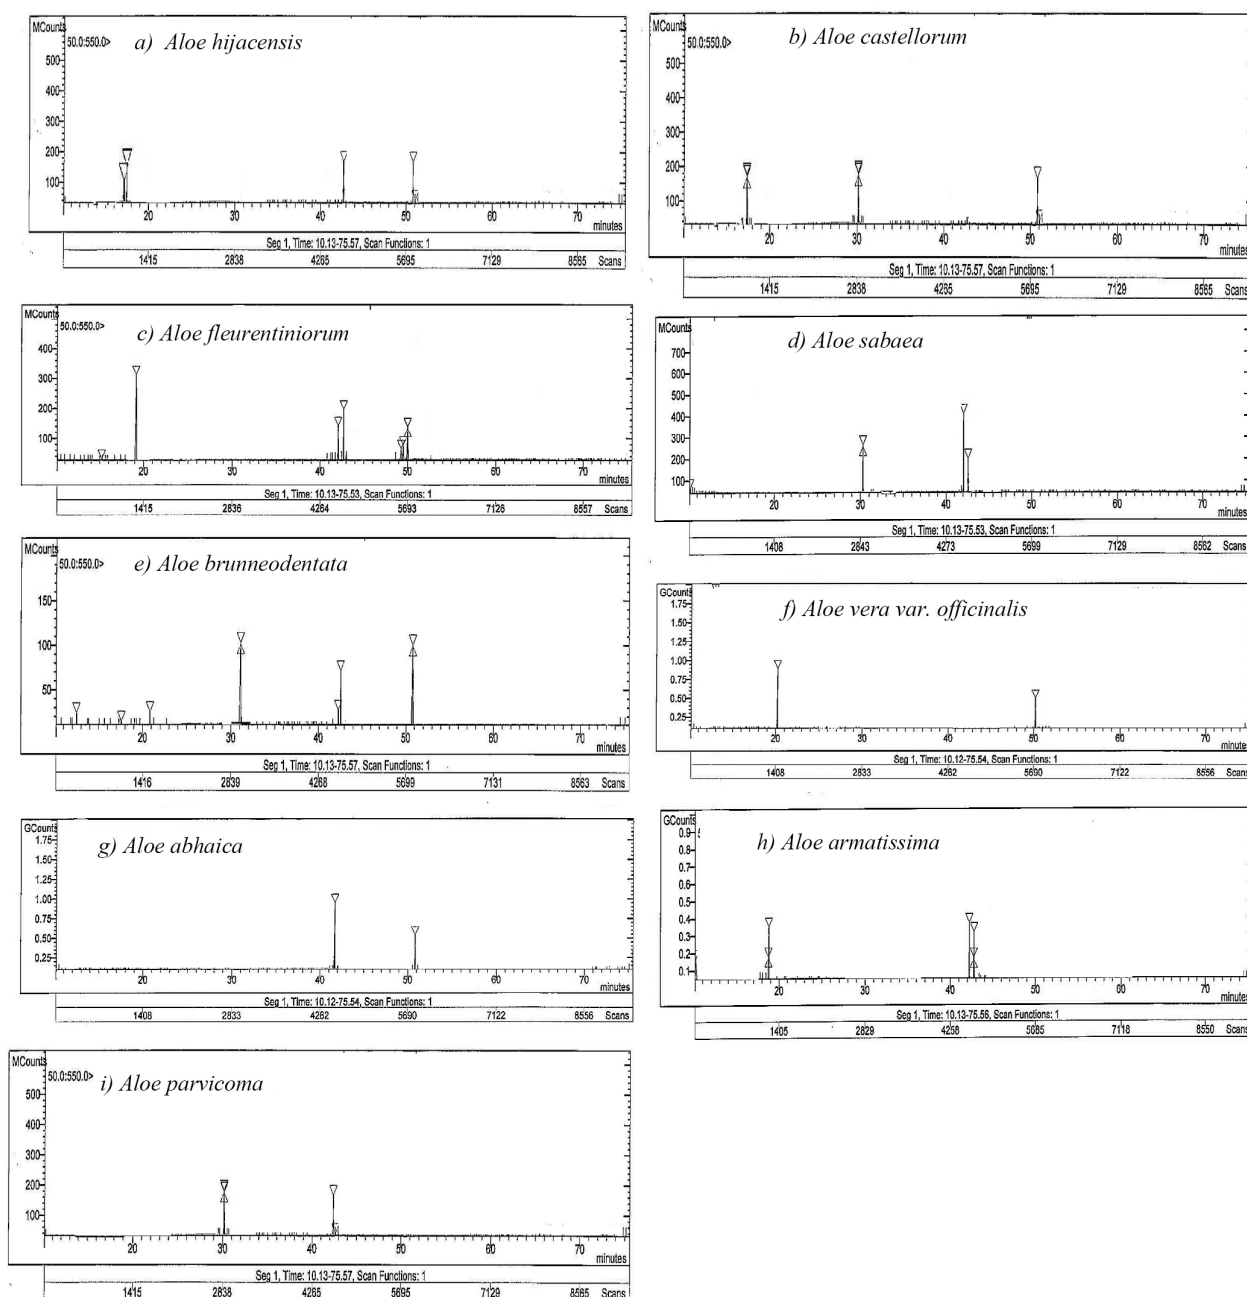 a) Aloe hijacensis
MCounts
50.0:550.0>
500
400
300
200
100
20 30 40 50 60 70
minutes
Seg 1, Time: 10.13-75.57, Scan Functions: 1
1415 2838 4265 5695 7129 8565 Scans
b) Aloe castellorum
MCounts
50.0:550.0>
500
400
300
200
100
20 30 40 50 60 70
minutes
Seg 1, Time: 10.13-75.57, Scan Functions: 1
1415 2838 4265 5695 7129 8565 Scans
c) Aloe fleurentiniorum
MCounts
50.0:550.0>
400
300
200
100
20 30 40 50 60 70
minutes
Seg 1, Time: 10.13-75.53, Scan Functions: 1
1415 2836 4264 5693 7126 8557 Scans
d) Aloe sabaea
MCounts
700
600
500
400
300
200
100
20 30 40 50 60 70
minutes
Seg 1, Time: 10.13-75.53, Scan Functions: 1
1408 2843 4273 5699 7129 8562 Scans
e) Aloe brunneodentata
MCounts
50.0:550.0>
150
100
50
20 30 40 50 60 70
minutes
Seg 1, Time: 10.13-75.57, Scan Functions: 1
1416 2839 4268 5699 7131 8563 Scans
f) Aloe vera var. officinalis
GCounts
1.75
1.50
1.25
1.00
0.75
0.50
0.25
20 30 40 50 60 70
minutes
Seg 1, Time: 10.12-75.54, Scan Functions: 1
1408 2833 4262 5690 7122 8556 Scans
g) Aloe abhaica
GCounts
1.75
1.50
1.25
1.00
0.75
0.50
0.25
20 30 40 50 60 70
minutes
Seg 1, Time: 10.12-75.54, Scan Functions: 1
1408 2833 4262 5690 7122 8556 Scans
h) Aloe armatissima
GCounts
0.9
0.8
0.7
0.6
0.5
0.4
0.3
0.2
0.1
20 30 40 50 60 70
minutes
Seg 1, Time: 10.13-75.56, Scan Functions: 1
1405 2829 4258 5685 7118 8550 Scans
i) Aloe parvicoma
MCounts
50.0:550.0>
500
400
300
200
100
20 30 40 50 60 70
minutes
Seg 1, Time: 10.13-75.57, Scan Functions: 1
1415 2838 4265 5695 7129 8565 Scans